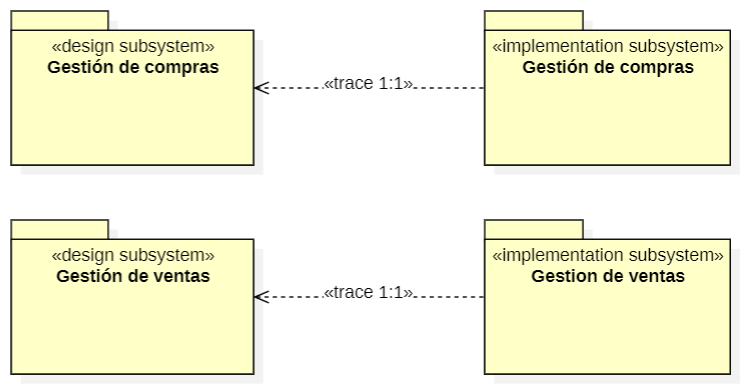 «design subsystem»
Gestión de compras
«trace 1:1»
«implementation subsystem»
Gestión de compras
«design subsystem»
Gestión de ventas
«trace 1:1»
«implementation subsystem»
Gestion de ventas